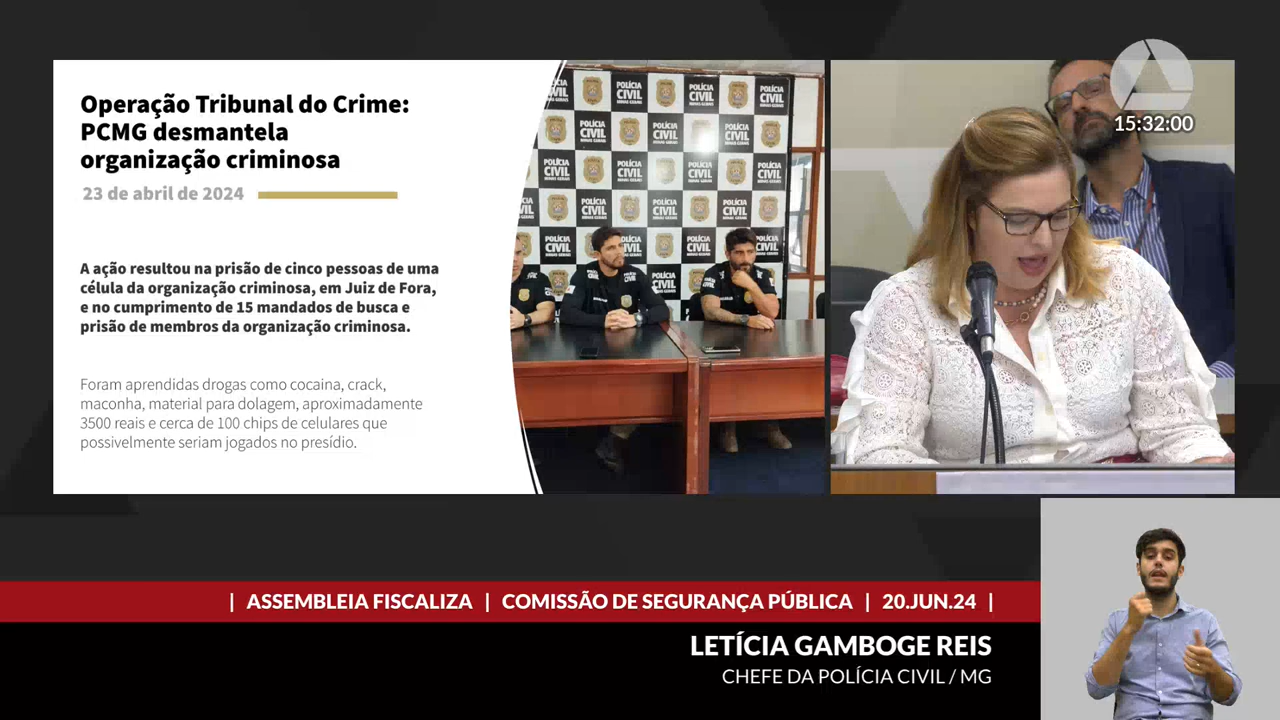 Operação Tribunal do Crime:
PCMG desmantela
organização criminosa
23 de abril de 2024
A ação resultou na prisão de cinco pessoas de uma
célula da organização criminosa, em Juiz de Fora,
e no cumprimento de 15 mandados de busca e
prisão de membros da organização criminosa.
Foram aprendidas drogas como cocaina, crack,
maconha, material para dolagem, aproximadamente
3500 reais e cerca de 100 chips de celulares que
possivelmente seriam jogados no presídio.
POLÍCIA
CIVIL
MINAS GERAIS
15:32:00
| ASSEMBLEIA FISCALIZA | COMISSÃO DE SEGURANÇA PÚBLICA | 20.JUN.24 |
LETÍCIA GAMBOGE REIS
CHEFE DA POLÍCIA CIVIL / MG